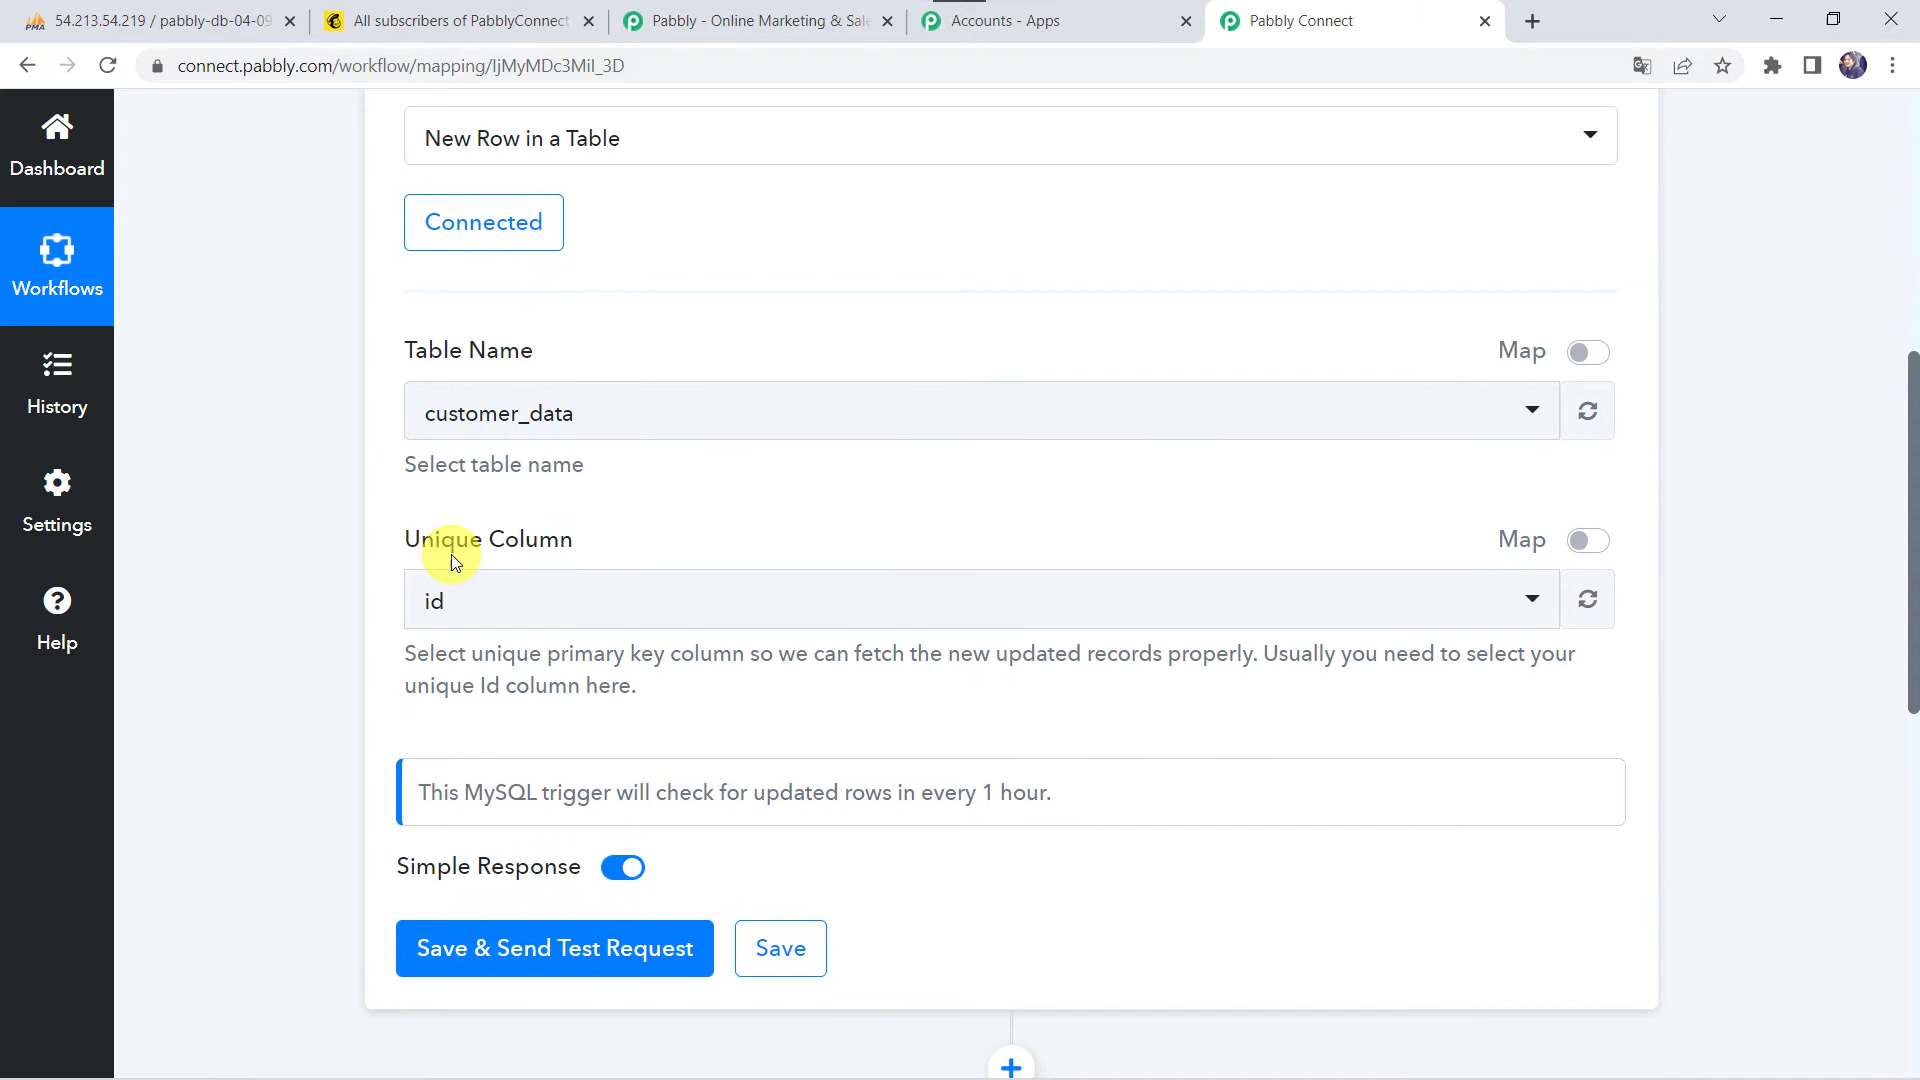 54.213.54.219 / pabbly-db-04-09
All subscribers of PabblyConnect
Pabbly - Online Marketing & Sale
Accounts - Apps
Pabbly Connect
connect.pabbly.com/workflow/mapping/IjMyMDc3MiI_3D
Dashboard
Workflows
History
Settings
Help
New Row in a Table
Connected
Table Name
Map
customer_data
Select table name
Unique Column
Map
id
Select unique primary key column so we can fetch the new updated records properly. Usually you need to select your
unique Id column here.
This MySQL trigger will check for updated rows in every 1 hour.
Simple Response
Save & Send Test Request
Save